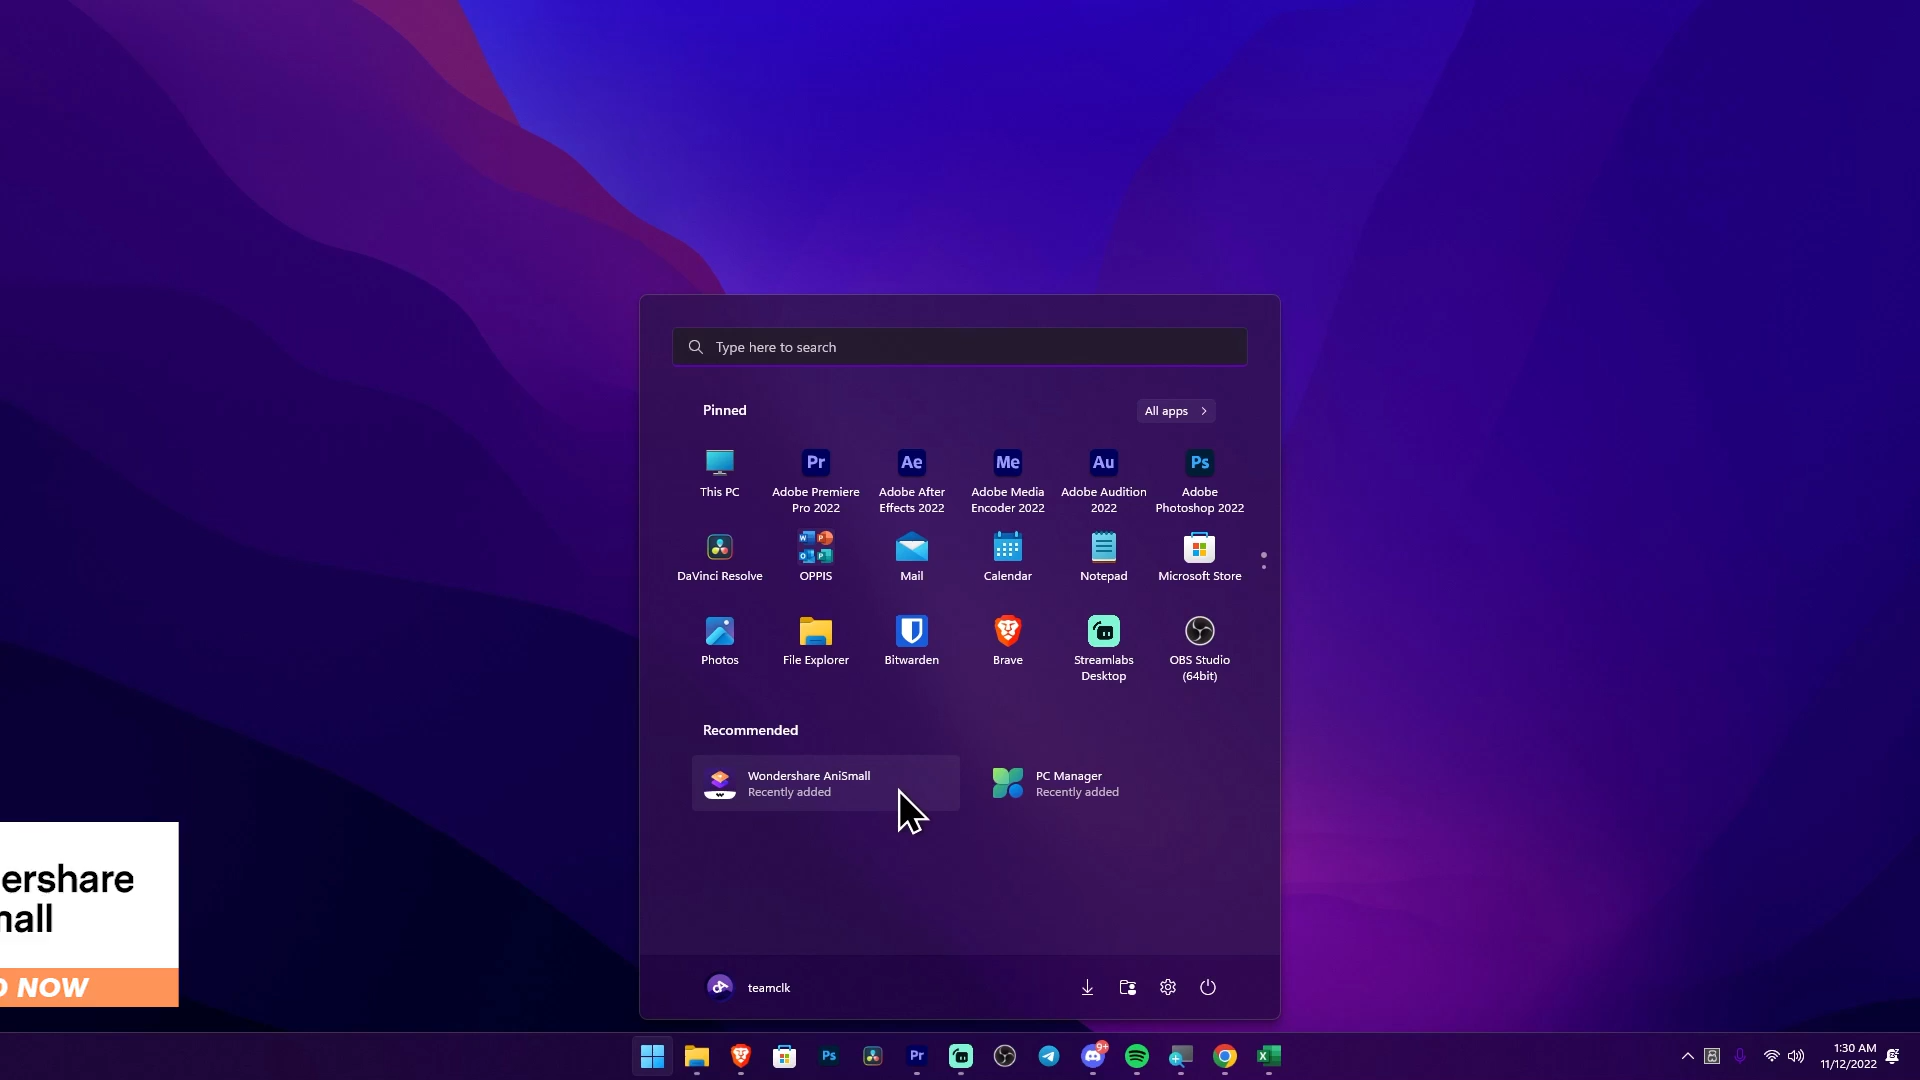 Type here to search
Pinned
All apps
Pr
Ae
Me
Au
Ps
This PC
Adobe Premiere
Pro 2022
Adobe After
Effects 2022
Adobe Media
Encoder 2022
Adobe Audition
2022
Adobe
Photoshop 2022
DaVinci Resolve
OPPIS
Mail
Calendar
Notepad
Microsoft Store
Photos
File Explorer
Bitwarden
Brave
Streamlabs
Desktop
OBS Studio
(64bit)
Recommended
Wondershare AniSmall
Recently added
PC Manager
Recently added
ershare
mall
D NOW
teamclk
Ps
Pr
9+
1:30 AM
11/12/2022